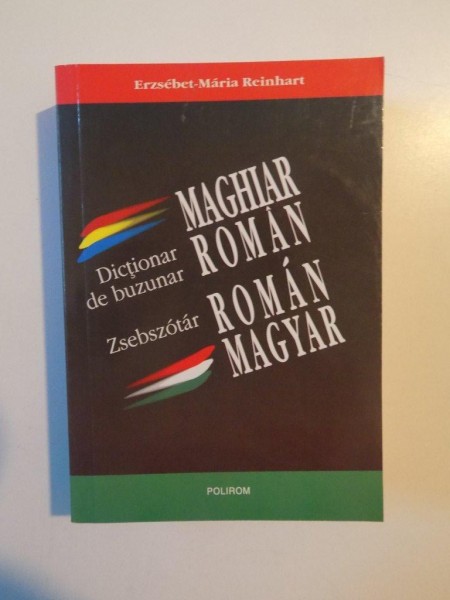 Erzsébet-Mária Reinhart
MAGHIAR
ROMÂN
Dicţionar
de buzunar
Zsebszótár
ROMÁN
MAGYAR
POLIROM